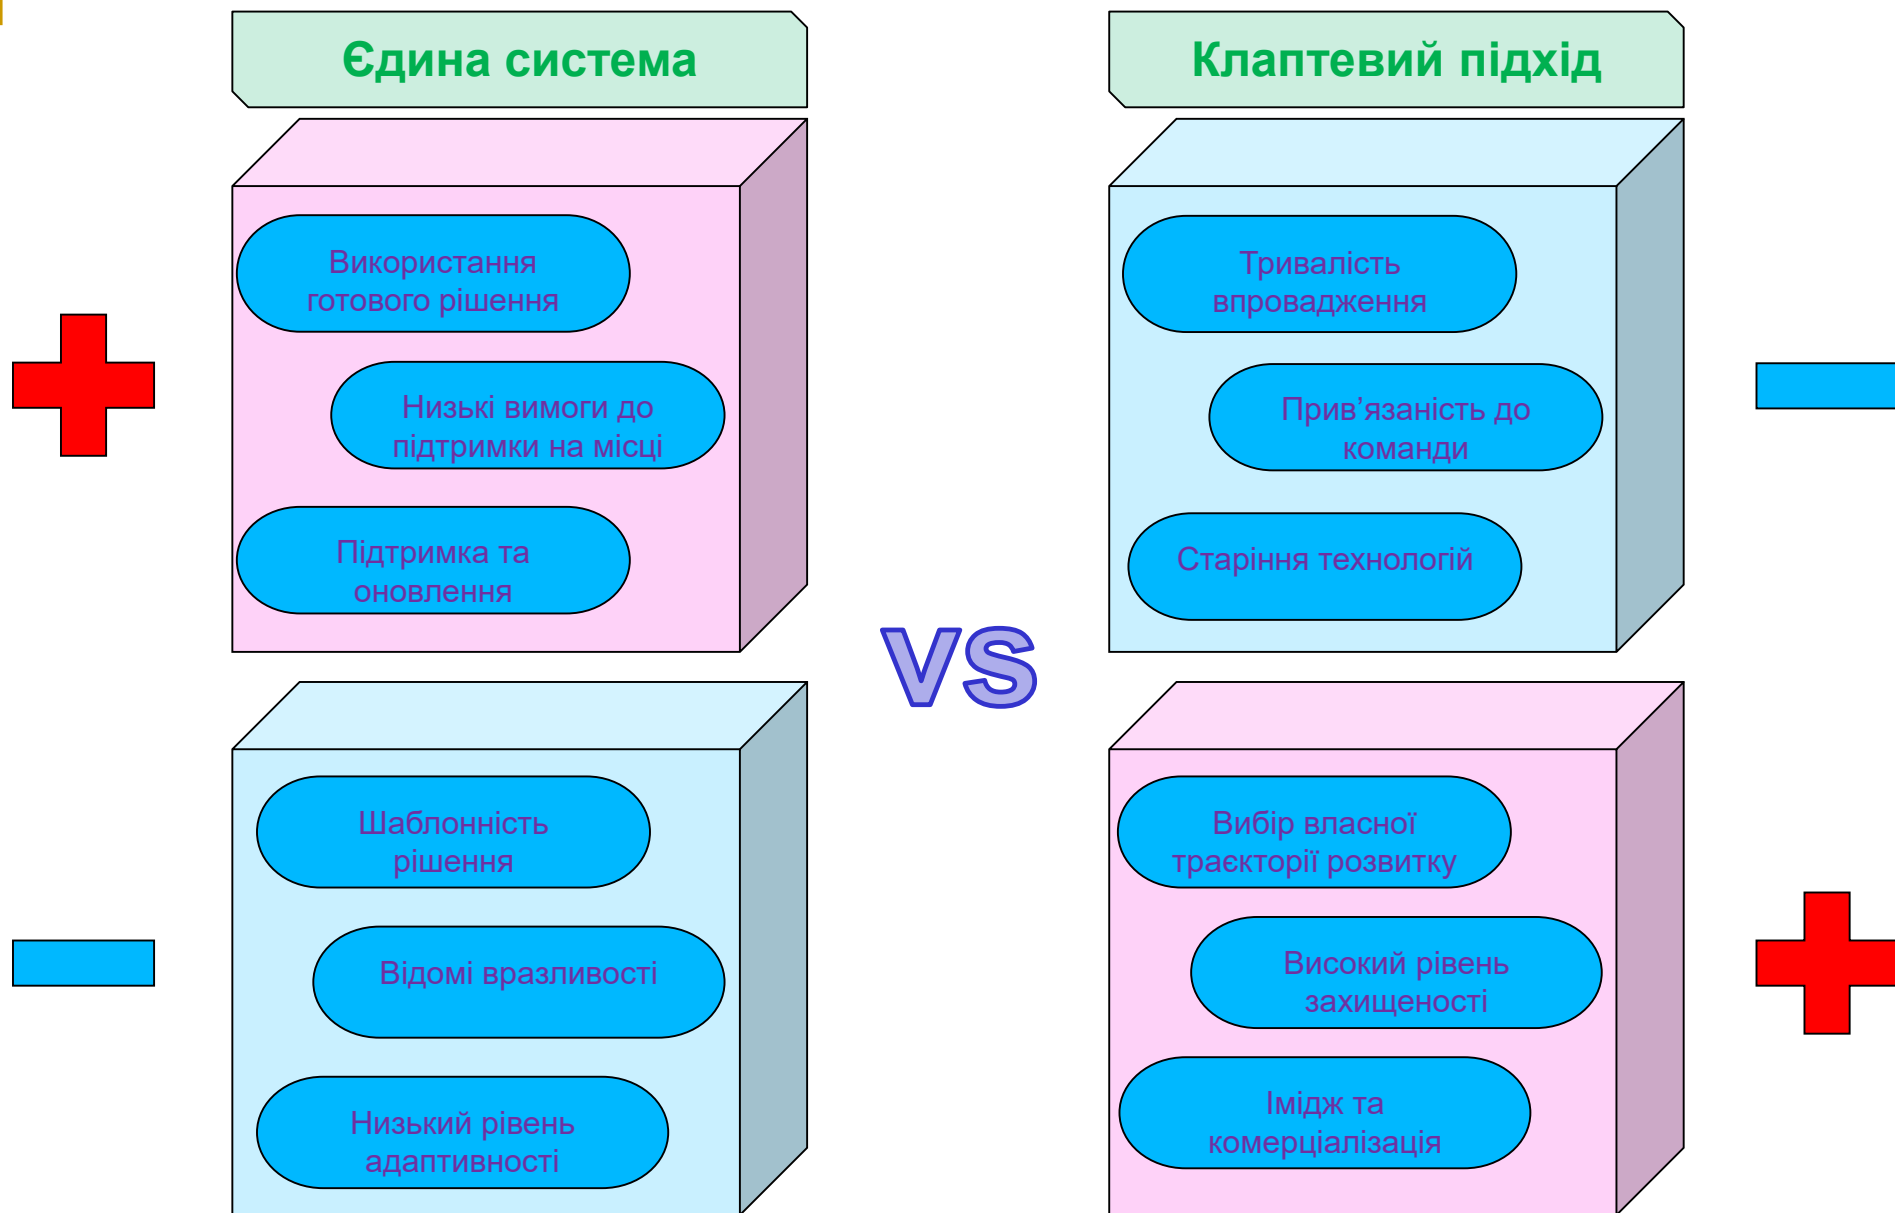 Єдина система
Використання
готового рішення
Низькі вимоги до
підтримки на місці
Підтримка та
оновлення
Шаблонність
рішення
Відомі вразливості
Низький рівень
адаптивності
VS
Клаптевий підхід
Тривалість
впровадження
Прив’язаність до
команди
Старіння технологій
Вибір власної
траєкторії розвитку
Високий рівень
захищеності
Імідж та
комерціалізація